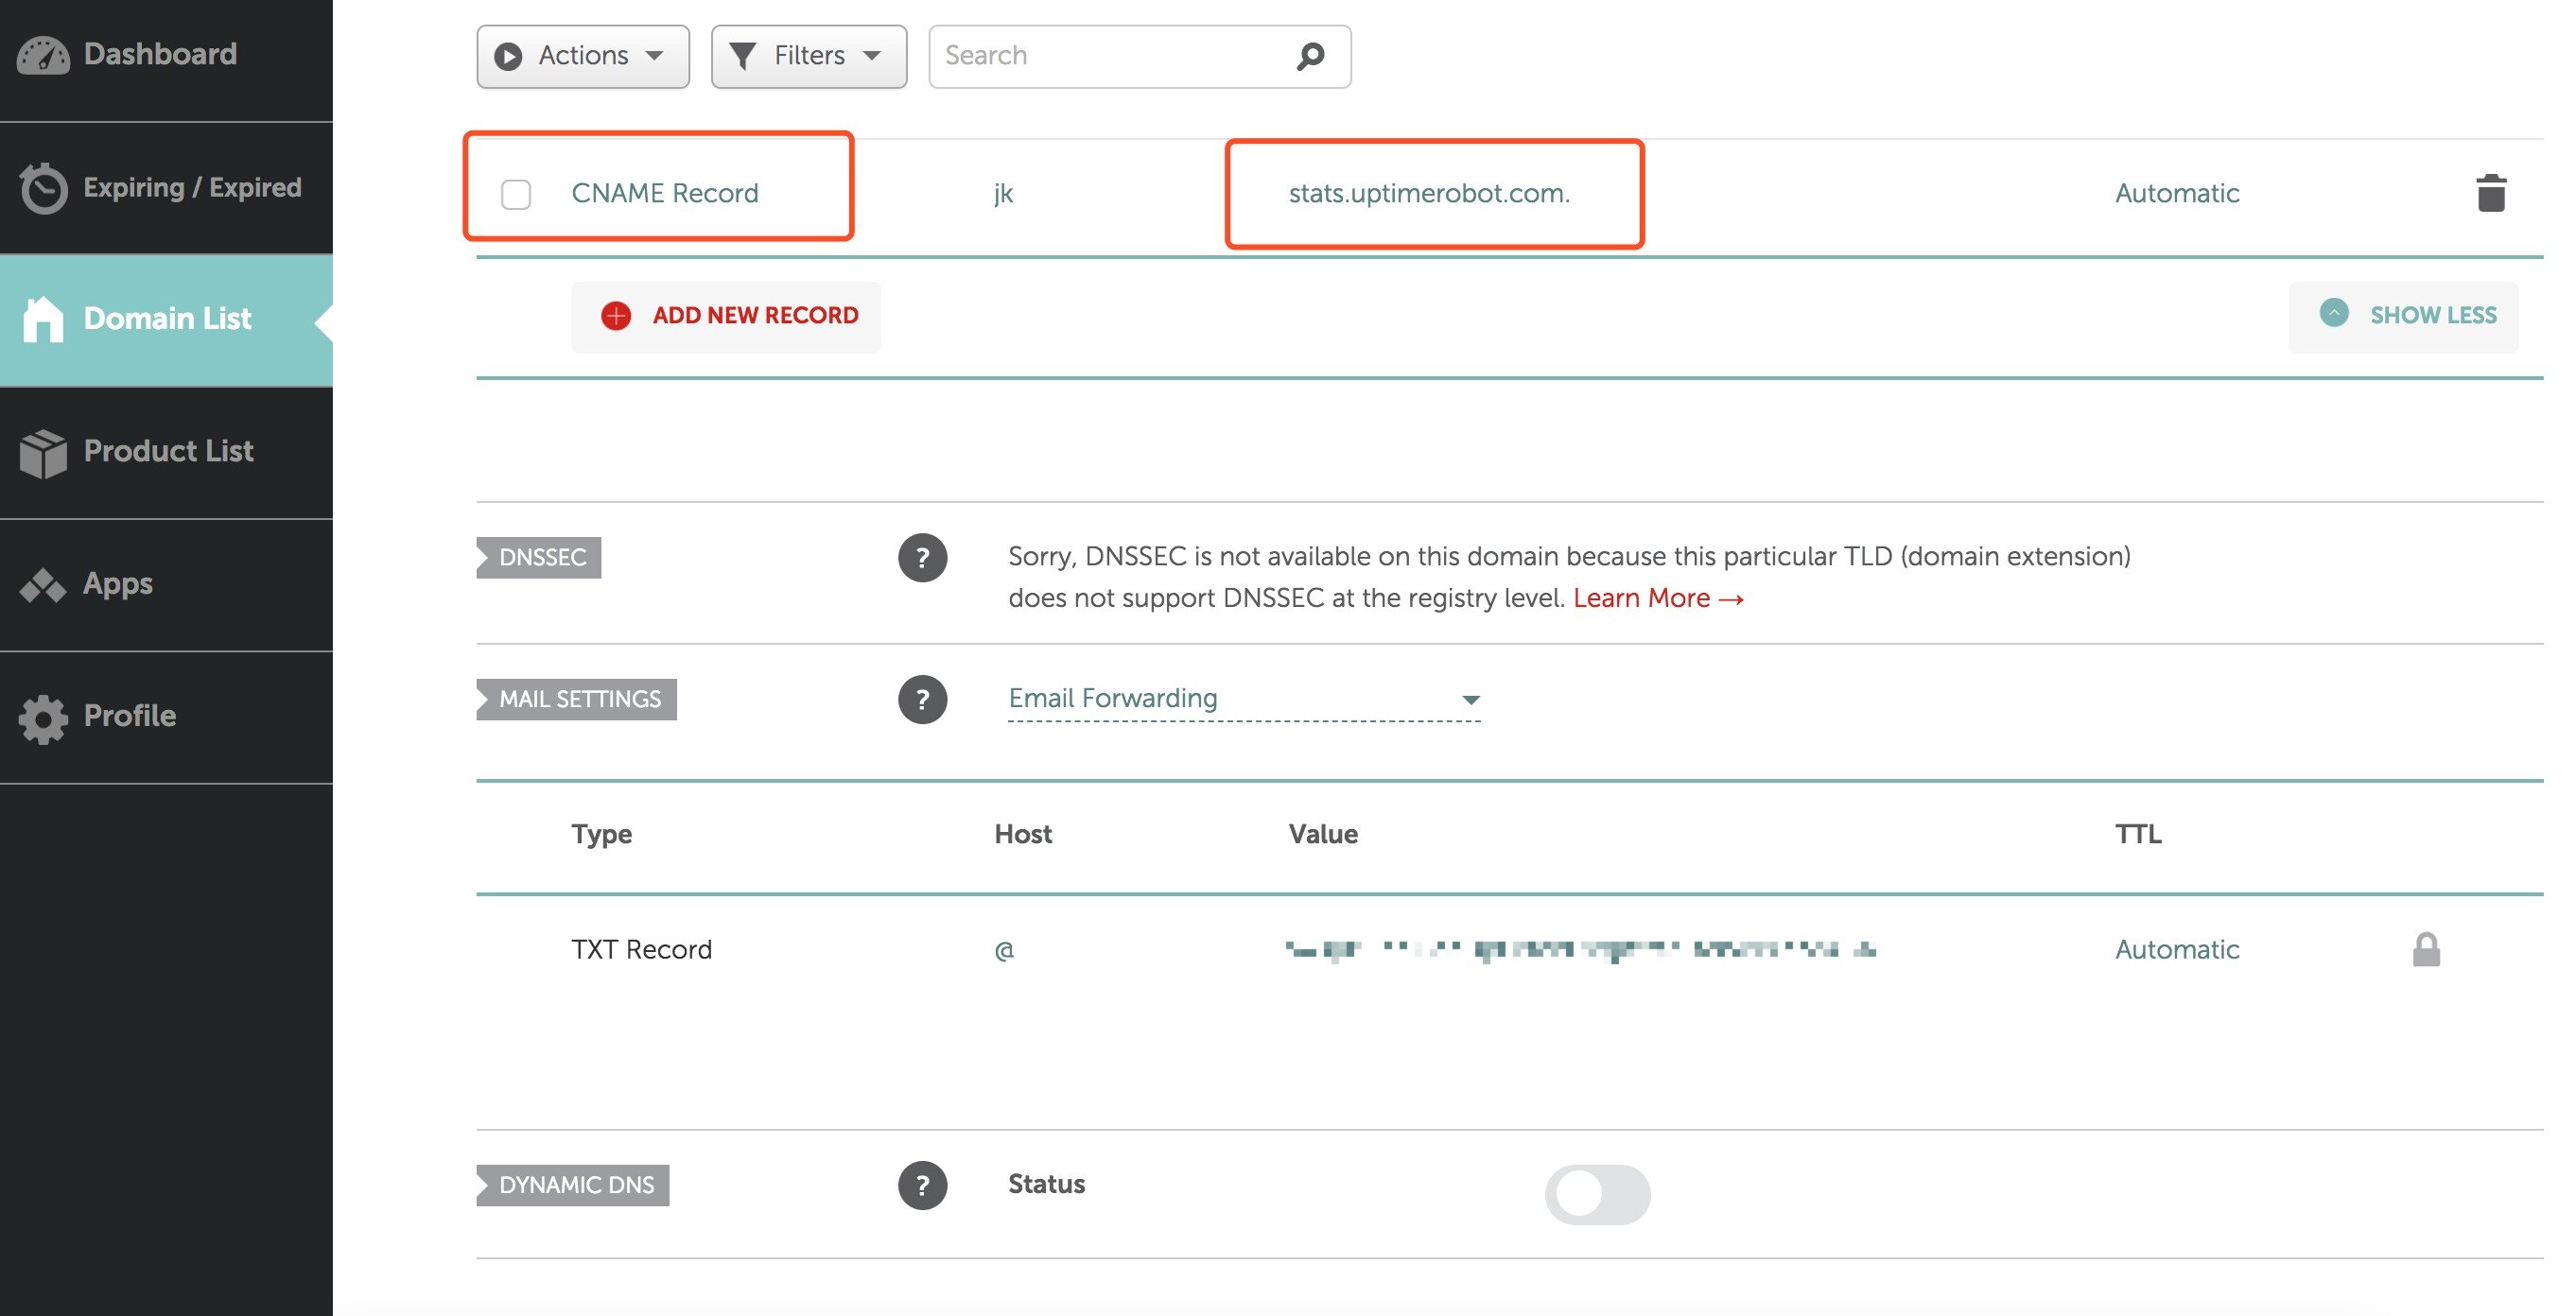 Dashboard
Expiring / Expired
Domain List
Product List
Apps
Profile
Actions Filters Search
CNAME Record jk stats.uptimerobot.com. Automatic
ADD NEW RECORD SHOW LESS
DNSSEC ? Sorry, DNSSEC is not available on this domain because this particular TLD (domain extension)
does not support DNSSEC at the registry level. Learn More →
MAIL SETTINGS ? Email Forwarding
Type Host Value TTL
TXT Record @ Automatic
DYNAMIC DNS ? Status